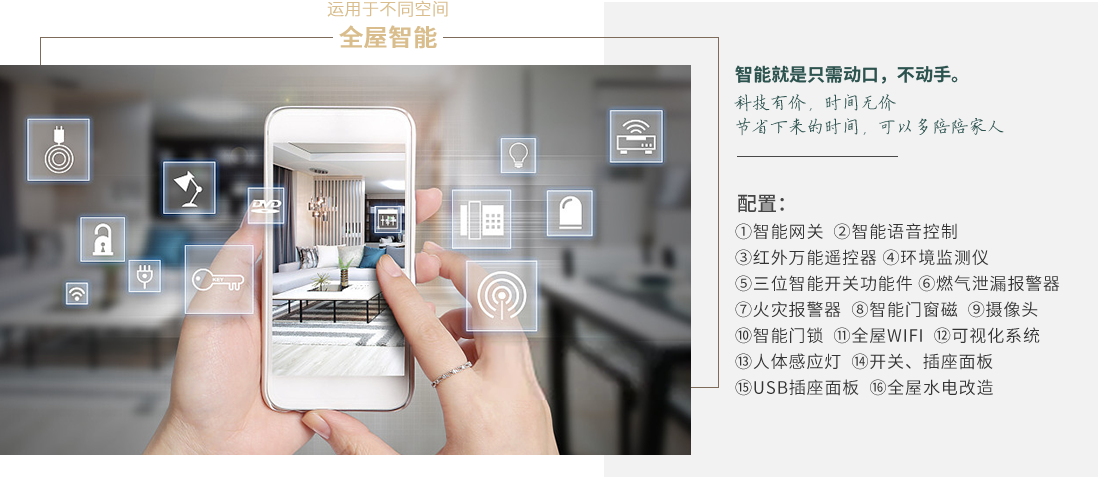 运用于不同空间
全屋智能
智能就是只需动口，不动手。
科技有价，时间无价
节省下来的时间，可以多陪陪家人
配置：
①智能网关 ②智能语音控制
③红外万能遥控器 ④环境监测仪
⑤三位智能开关功能件 ⑥燃气泄漏报警器
⑦火灾报警器 ⑧智能门窗磁 ⑨摄像头
⑩智能门锁 ⑪全屋WIFI ⑫可视化系统
⑬人体感应灯 ⑭开关、插座面板
⑮USB插座面板 ⑯全屋水电改造
DVD
KEY